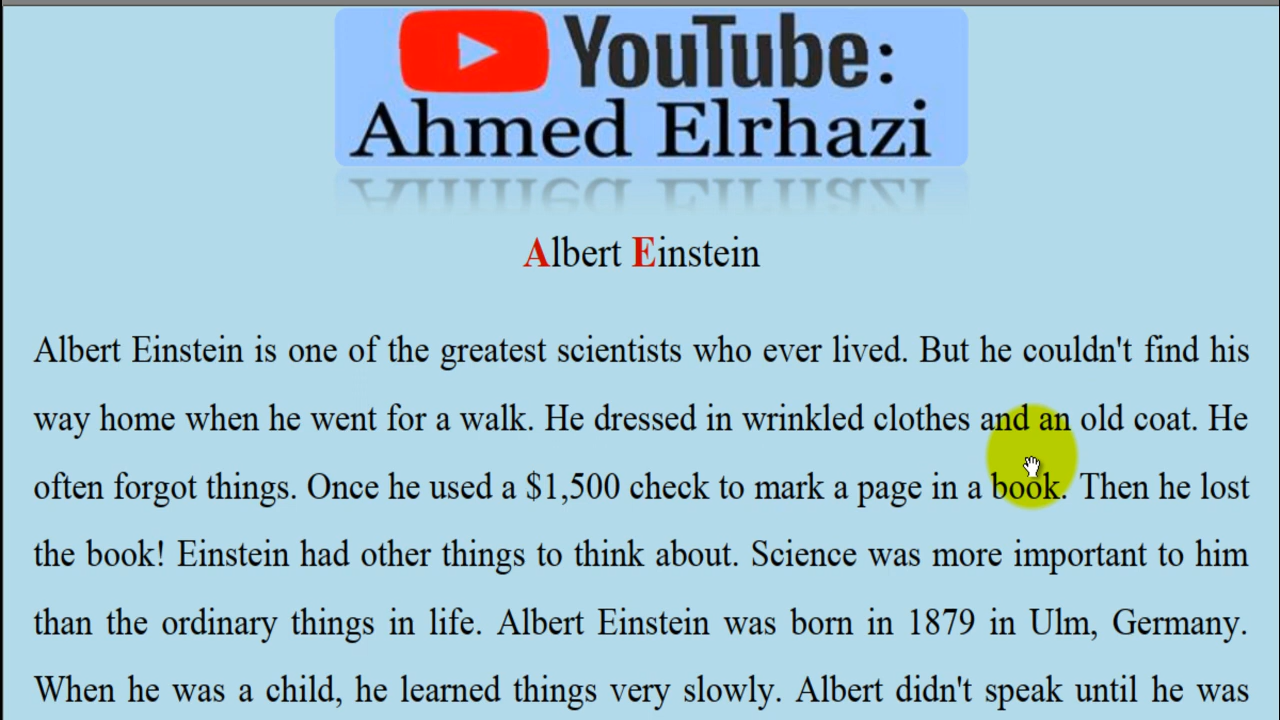 YouTube:
Ahmed Elrhazi
Albert Einstein
Albert Einstein is one of the greatest scientists who ever lived. But he couldn't find his
way home when he went for a walk. He dressed in wrinkled clothes and an old coat. He
often forgot things. Once he used a $1,500 check to mark a page in a book. Then he lost
the book! Einstein had other things to think about. Science was more important to him
than the ordinary things in life. Albert Einstein was born in 1879 in Ulm, Germany.
When he was a child, he learned things very slowly. Albert didn't speak until he was